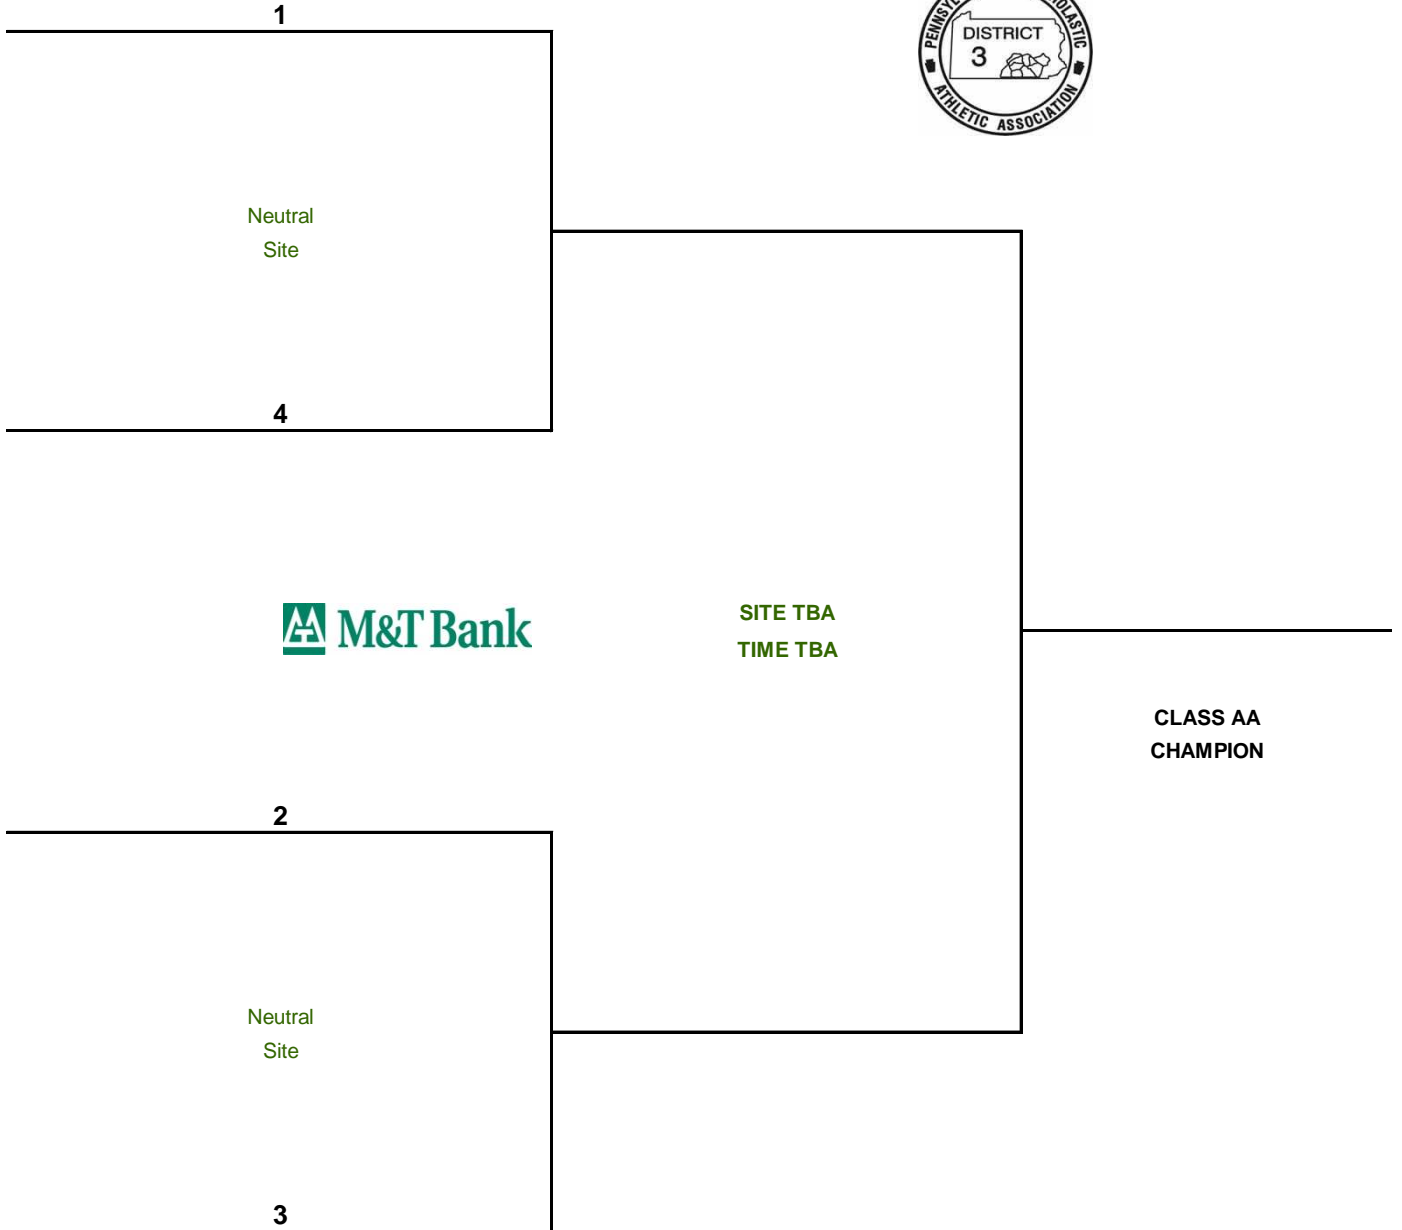 1
DISTRICT
3
ATHLETIC ASSOCIATION
Neutral
Site
4
M&T Bank
SITE TBA
TIME TBA
CLASS AA
CHAMPION
2
Neutral
Site
3